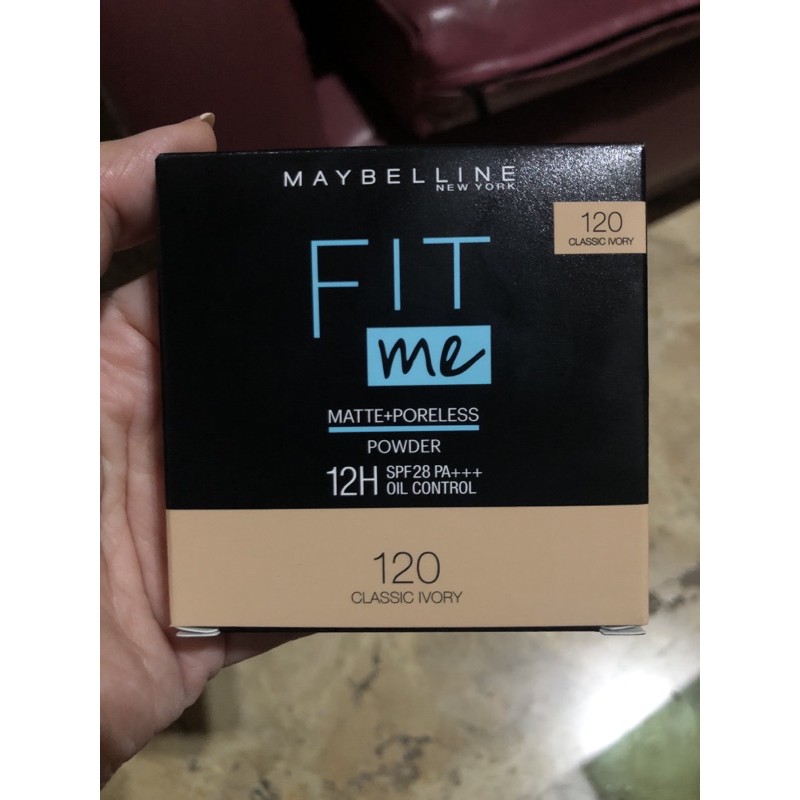 MAYBELLINE
NEW YORK
120
CLASSIC IVORY
FIT
me
MATTE+PORELESS
POWDER
12H SPF28 PA+++
OIL CONTROL
120
CLASSIC IVORY